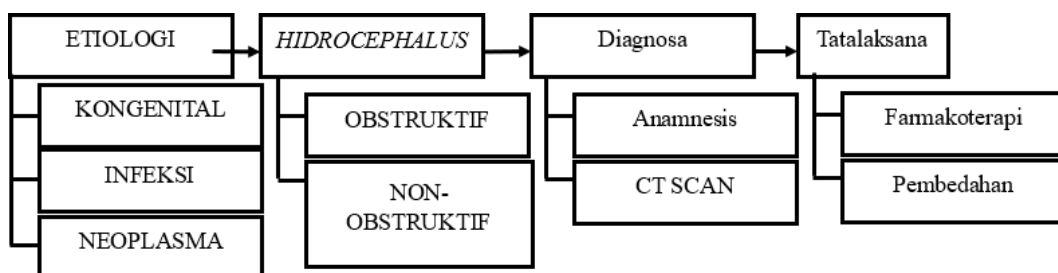 ETIOLOGI
KONGENITAL
INFEKSI
NEOPLASMA
HIDROCEPHALUS
OBSTRUKTIF
NON-
OBSTRUKTIF
Diagnosa
Anamnesis
CT SCAN
Tatalaksana
Farmakoterapi
Pembedahan